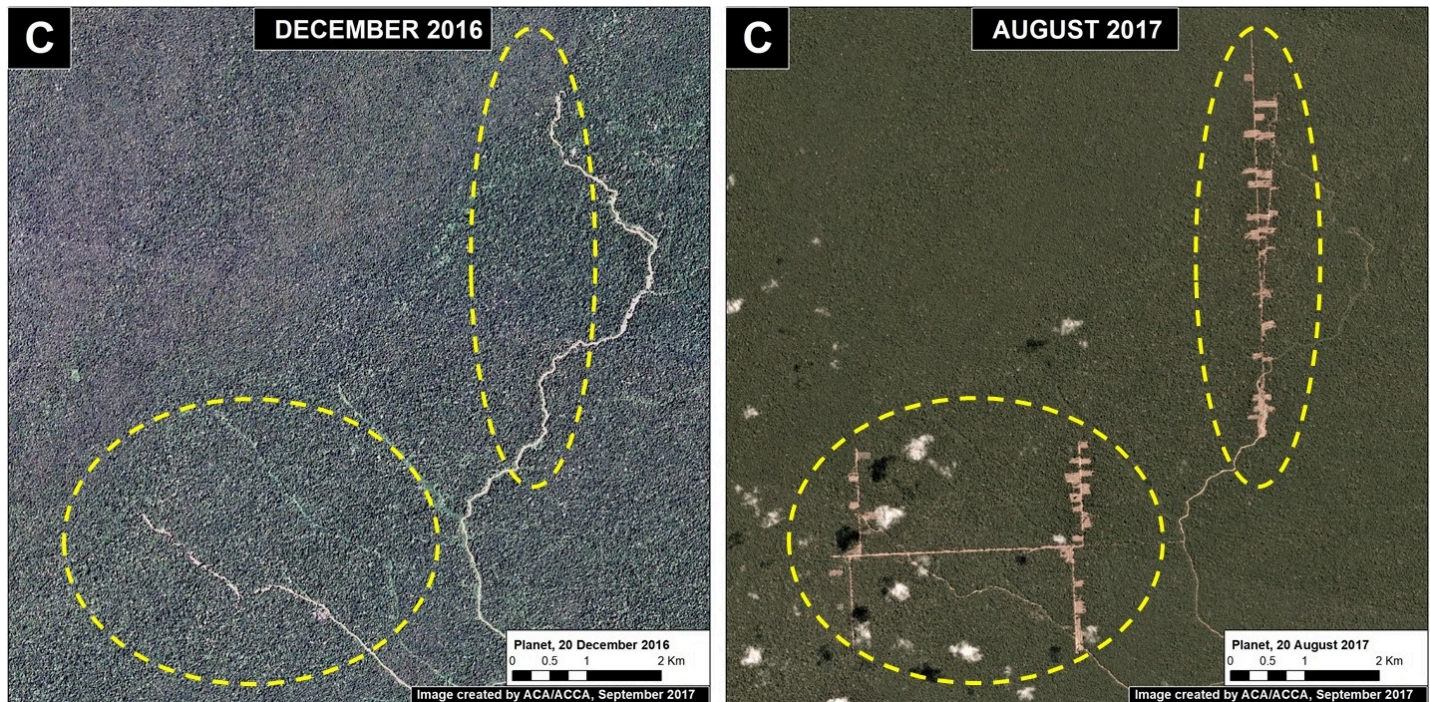 C
DECEMBER 2016
Planet, 20 December 2016
0 0.5 1 2 Km
Image created by ACA/ACCA, September 2017
C
AUGUST 2017
Planet, 20 August 2017
0 0.5 1 2 Km
Image created by ACA/ACCA, September 2017